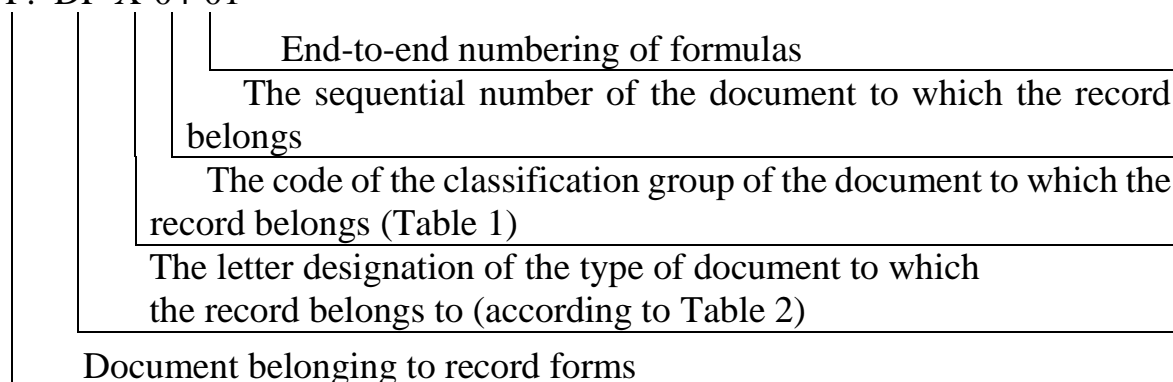 End-to-end numbering of formulas
The sequential number of the document to which the record
belongs
The code of the classification group of the document to which the
record belongs (Table 1)
The letter designation of the type of document to which
the record belongs to (according to Table 2)
Document belonging to record forms